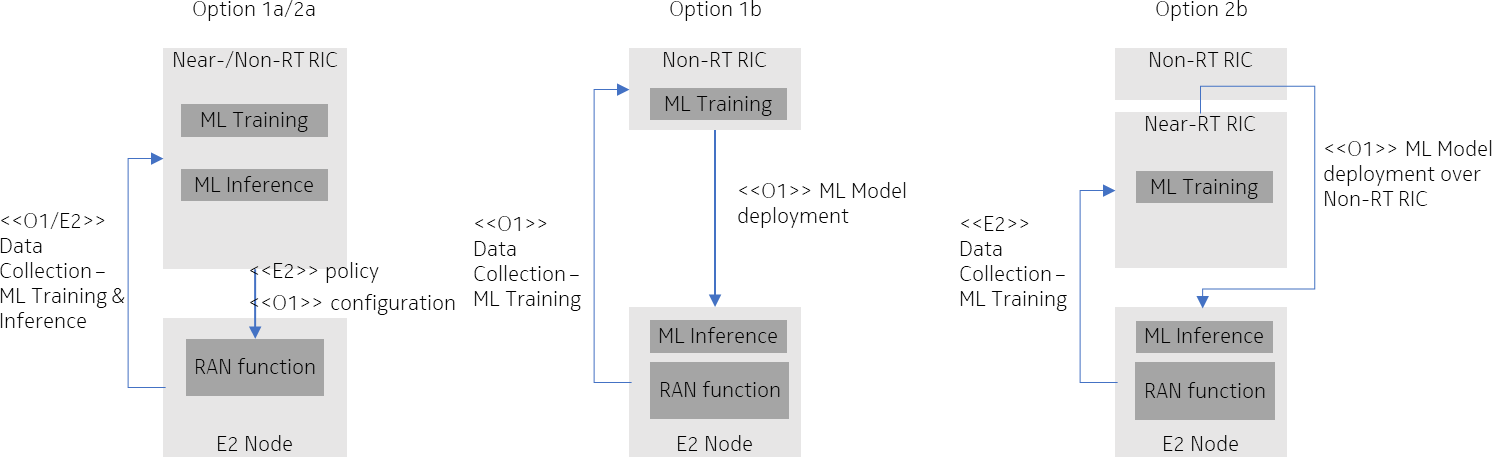 Option 1a/2a
Near-/Non-RT RIC
ML Training
ML Inference
<<O1/E2>>
Data
Collection –
ML Training &
Inference
<<E2>> policy
<<O1>> configuration
RAN function
E2 Node
Option 1b
Non-RT RIC
ML Training
<<O1>> ML Model
deployment
<<O1>>
Data
Collection –
ML Training
ML Inference
RAN function
E2 Node
Option 2b
Non-RT RIC
Near-RT RIC
ML Training
<<O1>> ML Model
deployment over
Non-RT RIC
<<E2>>
Data
Collection –
ML Training
ML Inference
RAN function
E2 Node